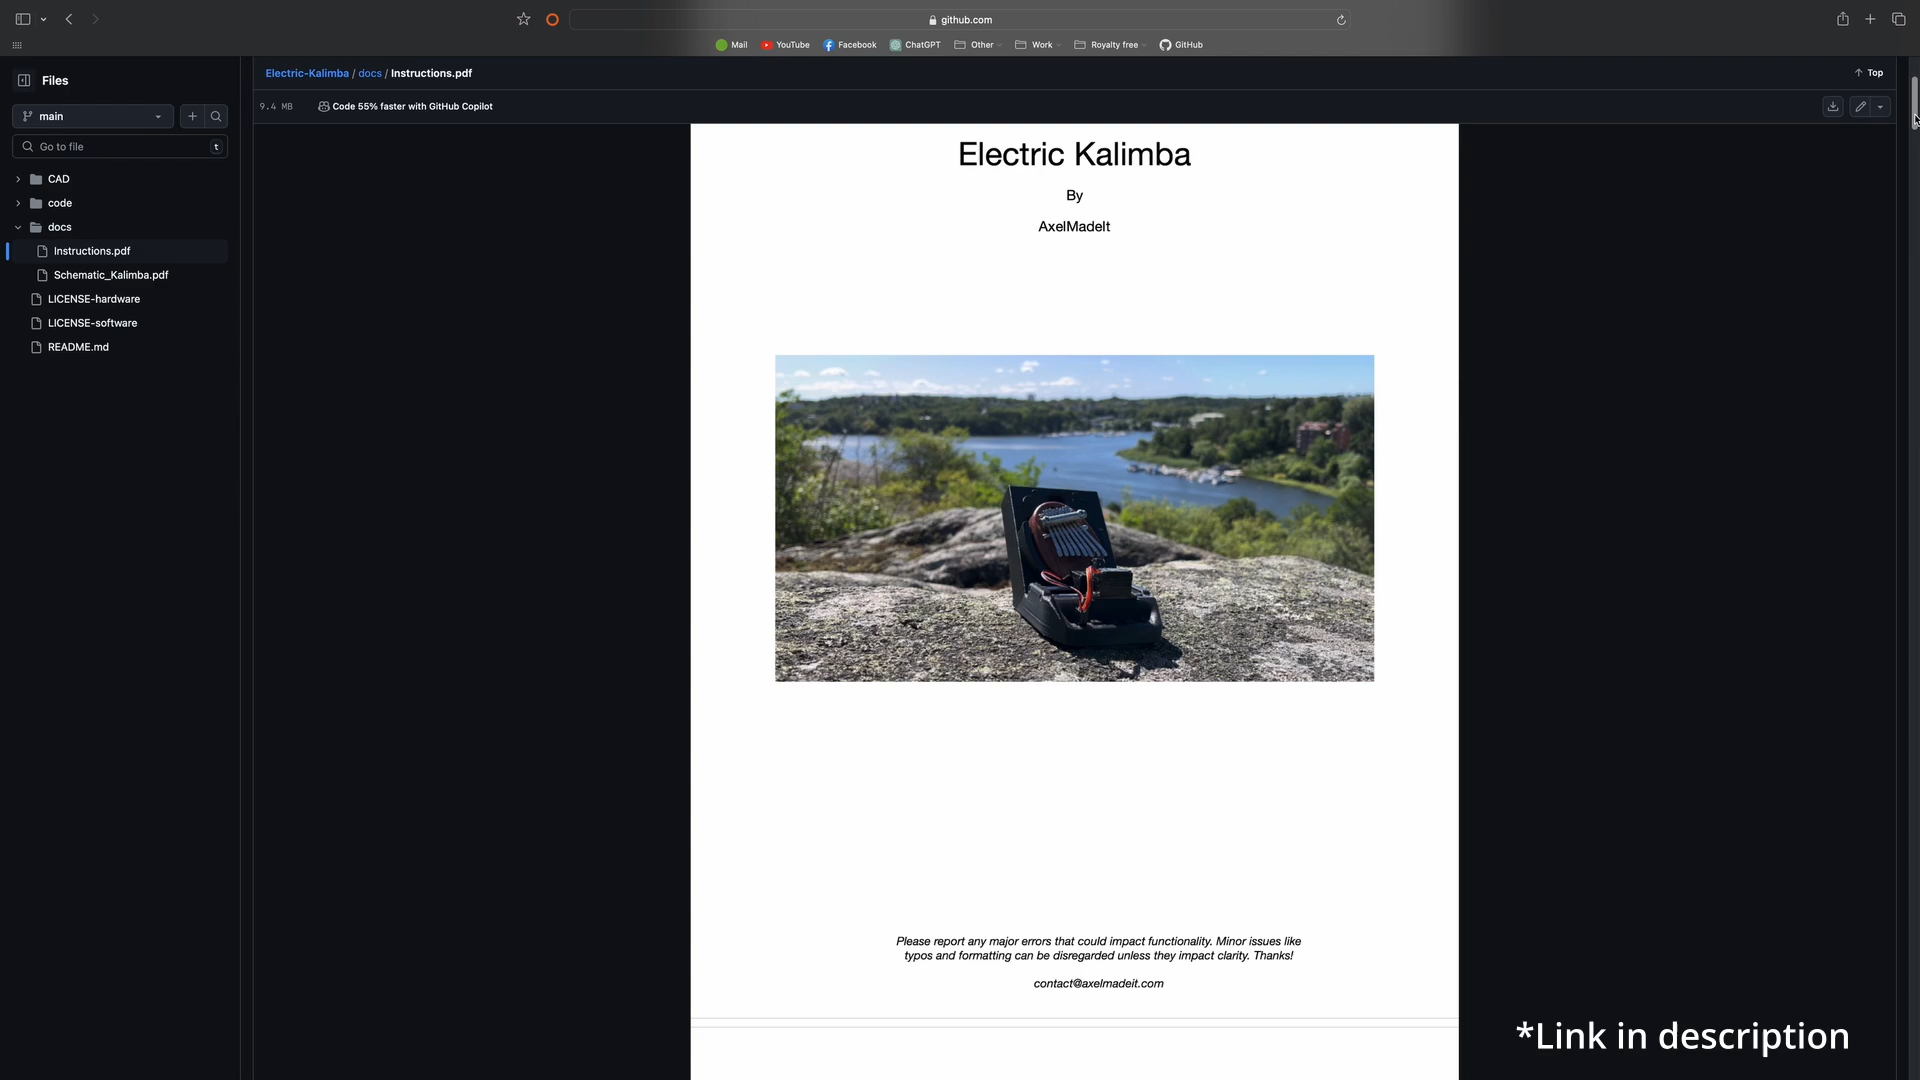 github.com
Mail
YouTube
Facebook
ChatGPT
Other
Work
Royalty free
GitHub
Files
main
Go to file
t
CAD
code
docs
Instructions.pdf
Schematic_Kalimba.pdf
LICENSE-hardware
LICENSE-software
README.md
Electric-Kalimba / docs / Instructions.pdf
Top
9.4 MB
Code 55% faster with GitHub Copilot
Electric Kalimba
By
AxelMadeIt
Please report any major errors that could impact functionality. Minor issues like
typos and formatting can be disregarded unless they impact clarity. Thanks!
contact@axelmadeit.com
*Link in description